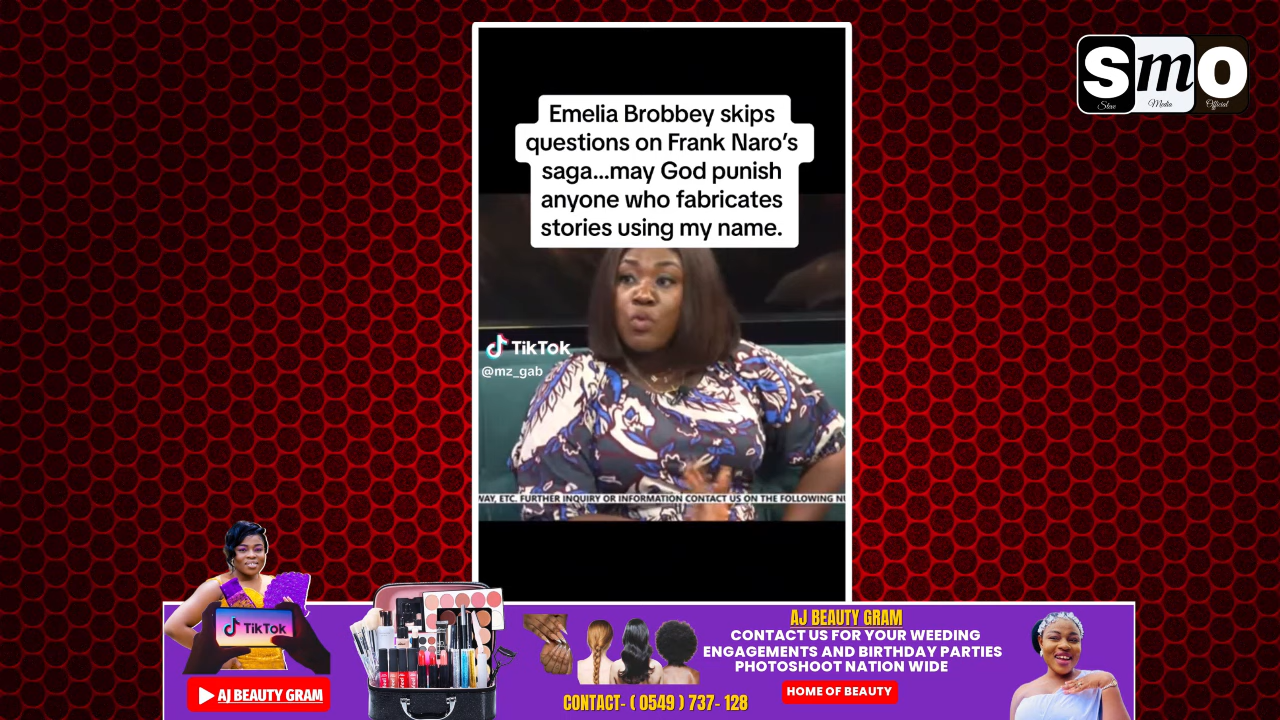 SmO
Steve Media Official
Emelia Brobbey skips
questions on Frank Naro's
saga...may God punish
anyone who fabricates
stories using my name.
TikTok
@mz_gab
WAY, ETC. FURTHER INQUIRY OR INFORMATION CONTACT US ON THE FOLLOWING
TikTok
AJ BEAUTY GRAM
AJ BEAUTY GRAM
CONTACT US FOR YOUR WEEDING
ENGAGEMENTS AND BIRTHDAY PARTIES
PHOTOSHOOT NATION WIDE
HOME OF BEAUTY
CONTACT- ( 0549 ) 737- 128